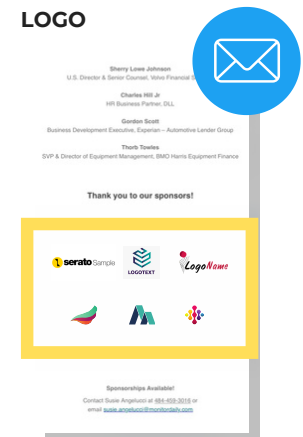 LOGO
Sherry Lowe Johnson
U.S. Director & Senior Counsel, Volvo Financial S
Charles Hill Jr
HR Business Partner, DLL
Gordon Scott
Business Development Executive, Experian – Automotive Lender Group
Thorb Towles
SVP & Director of Equipment Management, BMO Harris Equipment Finance
Thank you to our sponsors!
serato Sample
LOGOTEXT
LogoName
Sponsorships Available!
Contact Susie Angelucci at 484-459-3016 or
email susie.angelucci@monitordaily.com